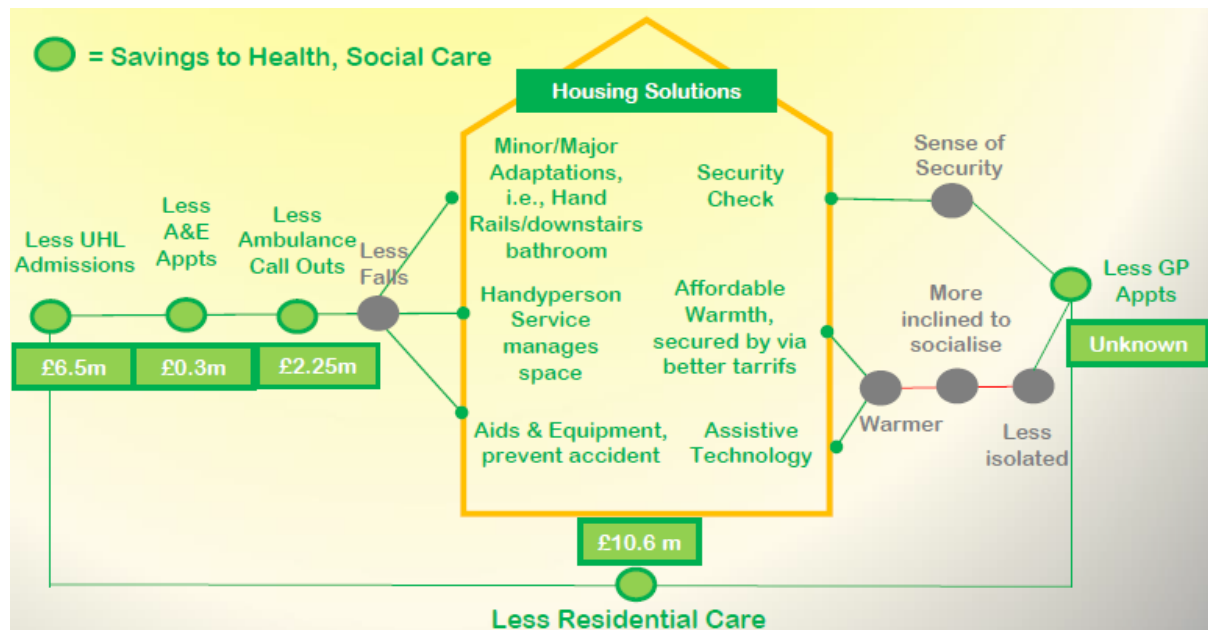 = Savings to Health, Social Care
Housing Solutions
Minor/Major
Adaptations,
i.e., Hand
Rails/downstairs
bathroom
Security
Check
Handyperson
Service
manages
space
Affordable
Warmth,
secured by via
better tarrifs
Aids & Equipment,
prevent accident
Assistive
Technology
Less UHL
Admissions
£6.5m
Less
A&E
Appts
£0.3m
Less
Ambulance
Call Outs
£2.25m
Less
Falls
Sense of
Security
More
inclined to
socialise
Warmer
Less
isolated
Less GP
Appts
Unknown
£10.6 m
Less Residential Care